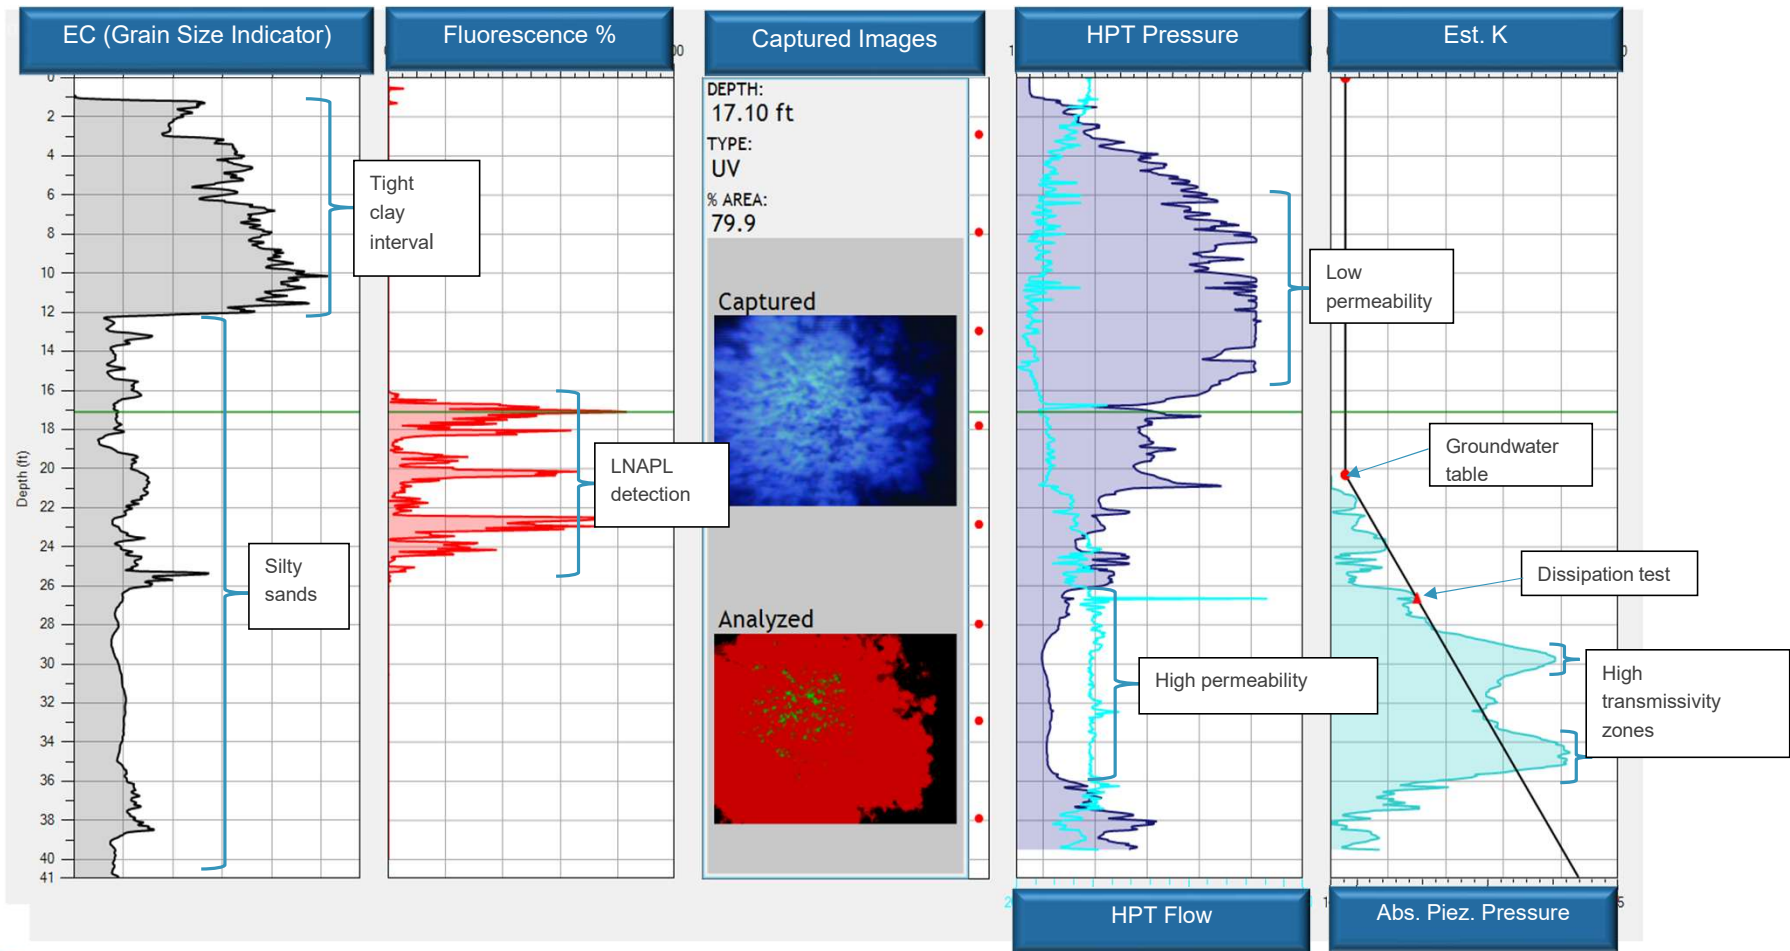 EC (Grain Size Indicator)
Fluorescence %
Captured Images
HPT Pressure
Est. K
0
2
4
6
8
10
12
14
16
18
20
22
24
26
28
30
32
34
36
38
40
41
Depth (ft)
Tight
clay
interval
Silty
sands
LNAPL
detection
DEPTH:
17.10 ft
TYPE:
UV
% AREA:
79.9
Captured
Analyzed
Low
permeability
High permeability
Groundwater
table
Dissipation test
High
transmissivity
zones
HPT Flow
Abs. Piez. Pressure